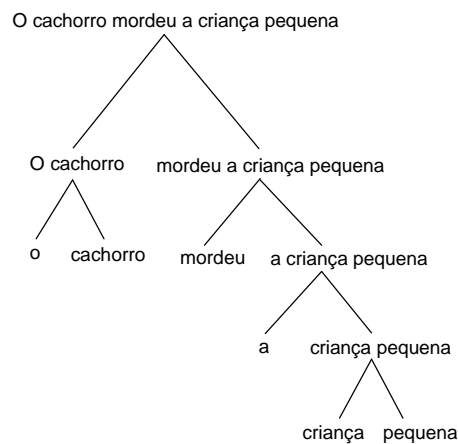 O cachorro mordeu a criança pequena
O cachorro mordeu a criança pequena
o cachorro mordeu a criança pequena
a criança pequena
criança pequena